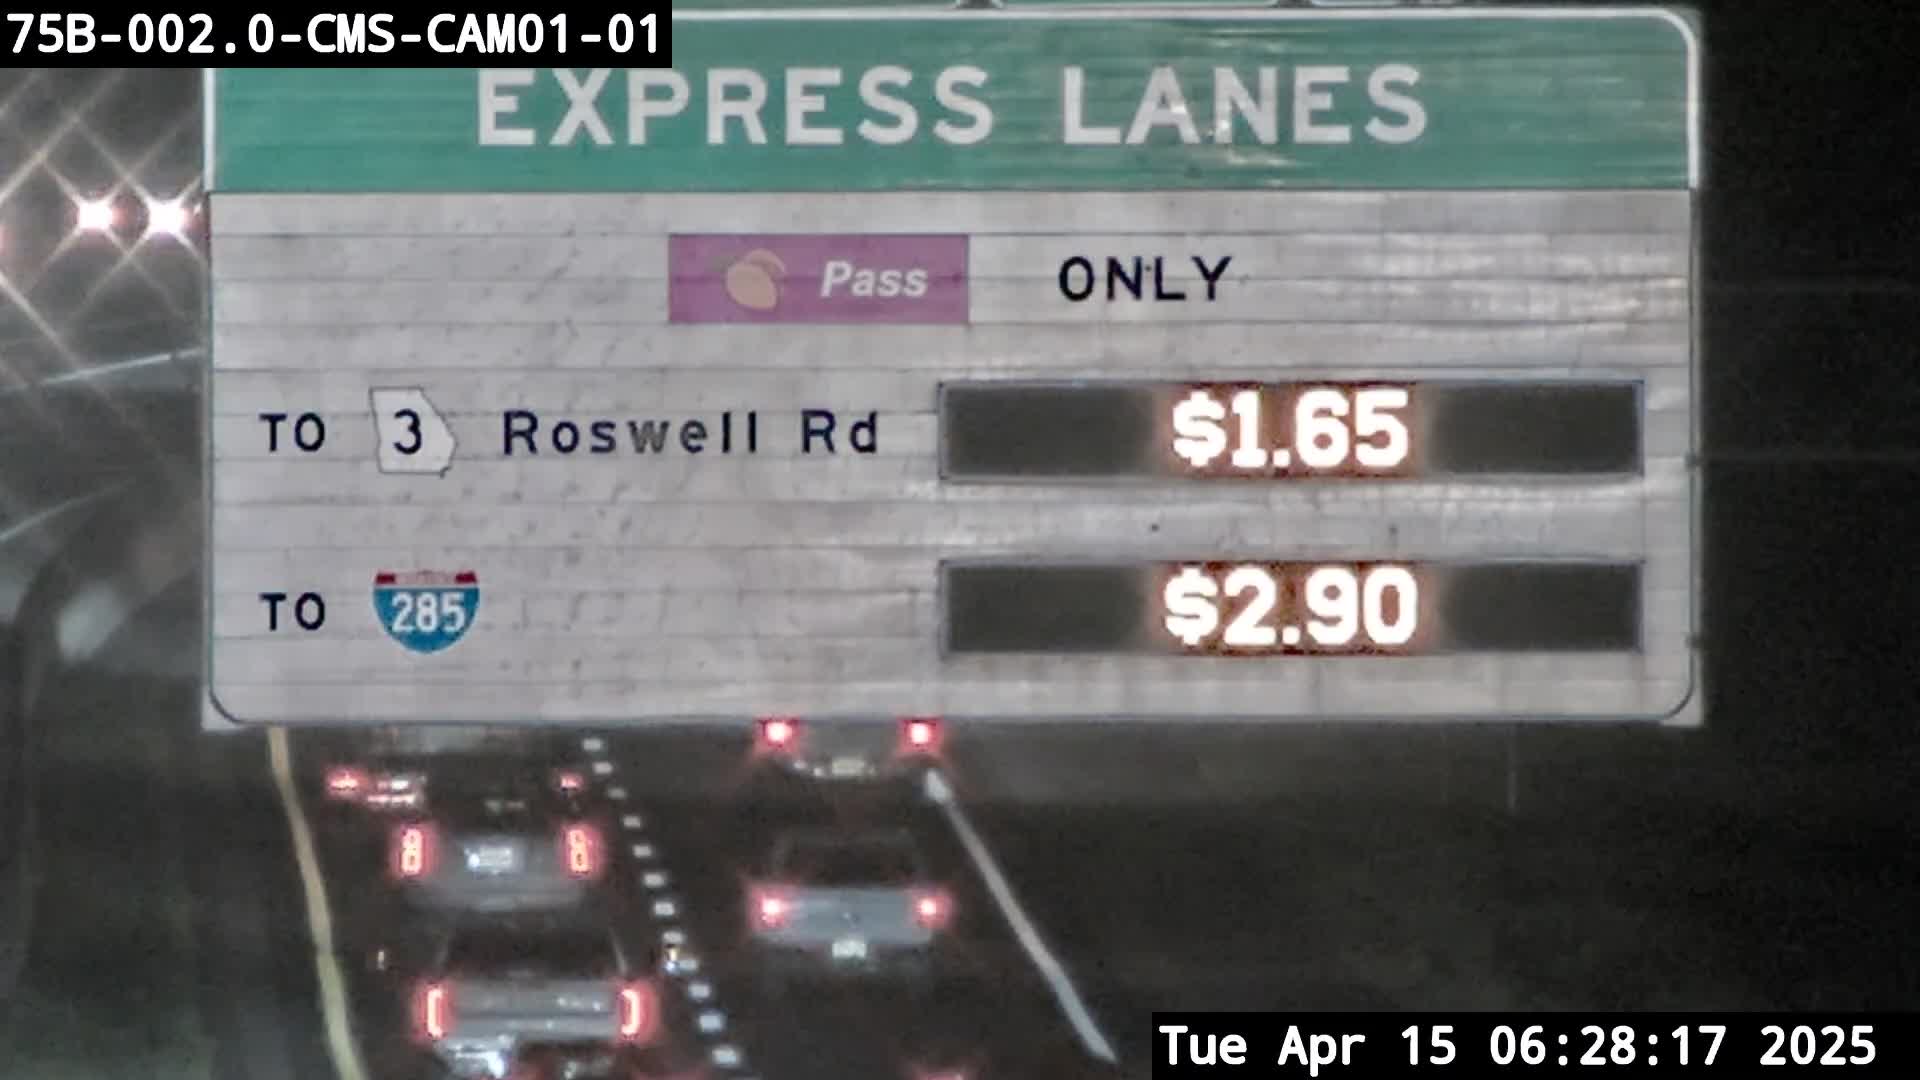 75B-002.0-CMS-CAM01-01
EXPRESS LANES
Pass ONLY
TO 3 Roswell Rd $1.65
TO 285 $2.90
Tue Apr 15 06:28:17 2025